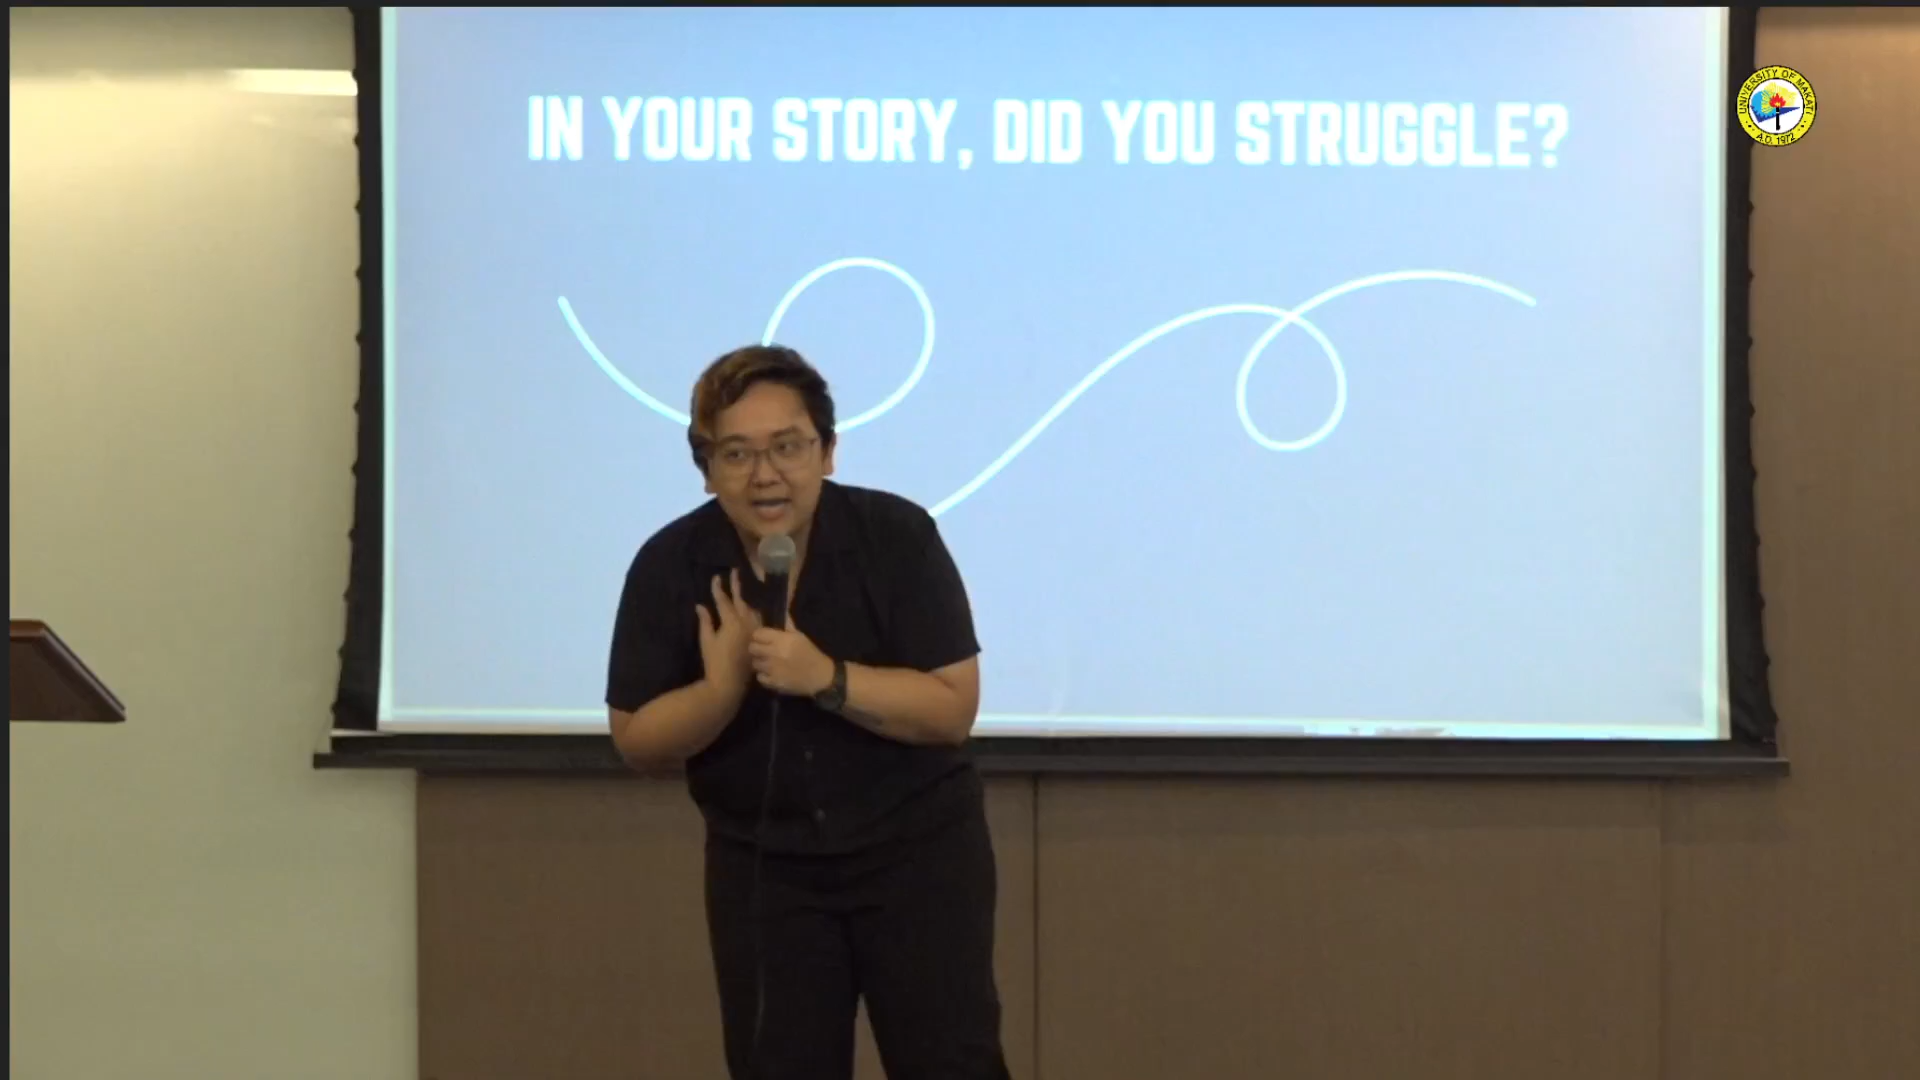 IN YOUR STORY, DID YOU STRUGGLE?
UNIVERSITY OF MAKATI
A.D. 1972